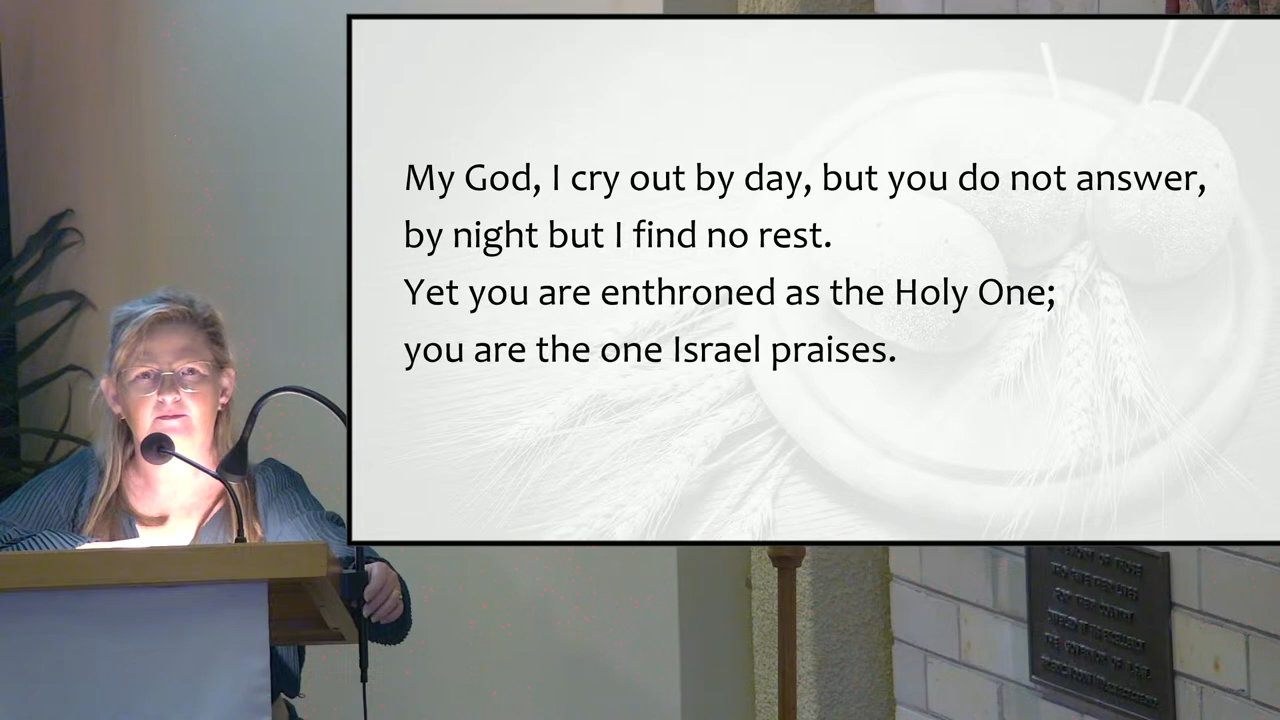 My God, I cry out by day, but you do not answer,
by night but I find no rest.
Yet you are enthroned as the Holy One;
you are the one Israel praises.